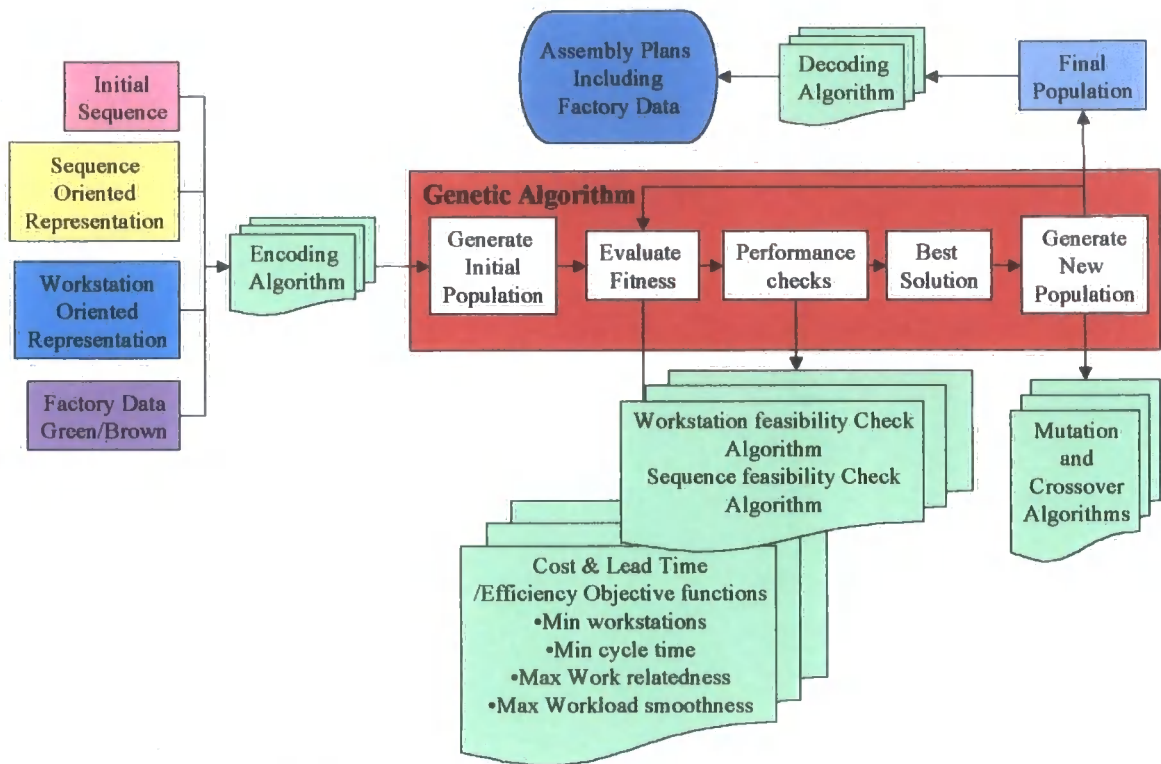 Initial
Sequence
Sequence
Oriented
Representation
Workstation
Oriented
Representation
Factory Data
Green/Brown
Encoding
Algorithm
Assembly Plans
Including
Factory Data
Decoding
Algorithm
Final
Population
Genetic Algorithm
Generate
Initial
Population
Evaluate
Fitness
Performance
checks
Best
Solution
Generate
New
Population
Workstation feasibility Check
Algorithm
Sequence feasibility Check
Algorithm
Mutation
and
Crossover
Algorithms
Cost & Lead Time
/Efficiency Objective functions
•Min workstations
•Min cycle time
•Max Work relatedness
•Max Workload smoothness